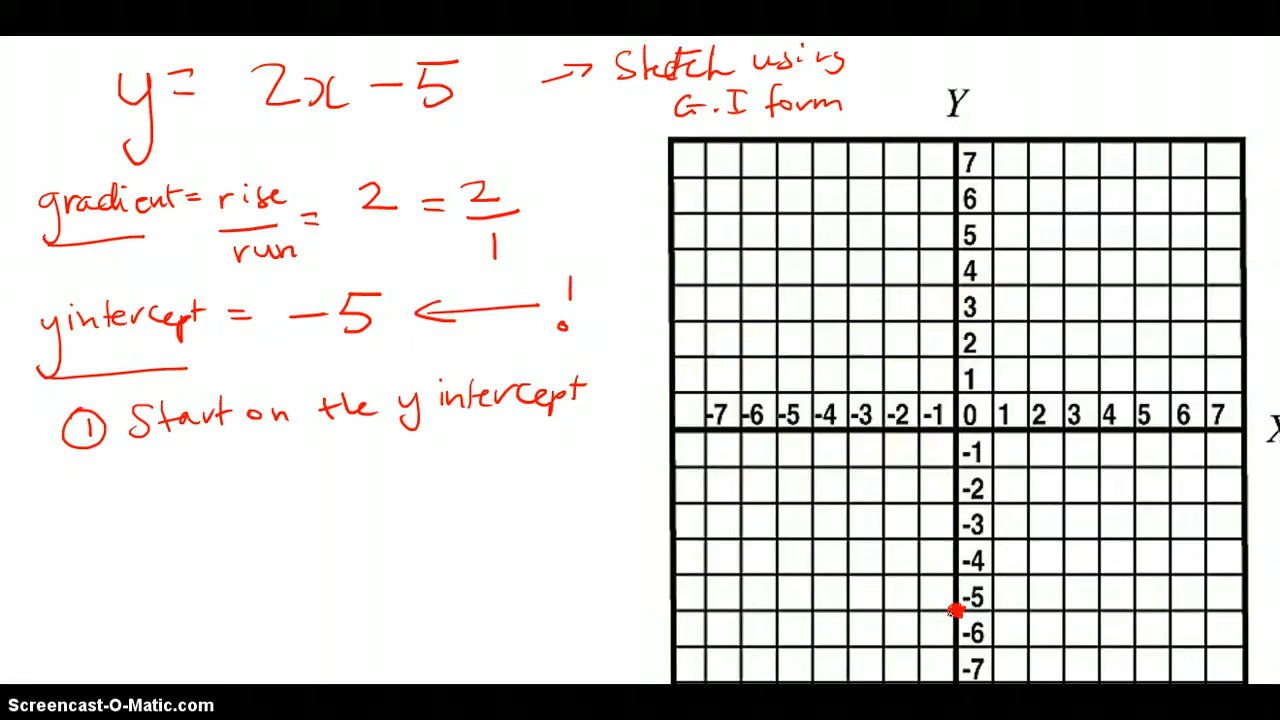 y = 2x - 5 → Sketch using
G.I form
gradient = rise/run = 2 = 2/1
y intercept = -5 ← !
① Start on the y intercept
Y
7
6
5
4
3
2
1
-7 -6 -5 -4 -3 -2 -1 0 1 2 3 4 5 6 7
X
-1
-2
-3
-4
-5
-6
-7
Screencast-O-Matic.com